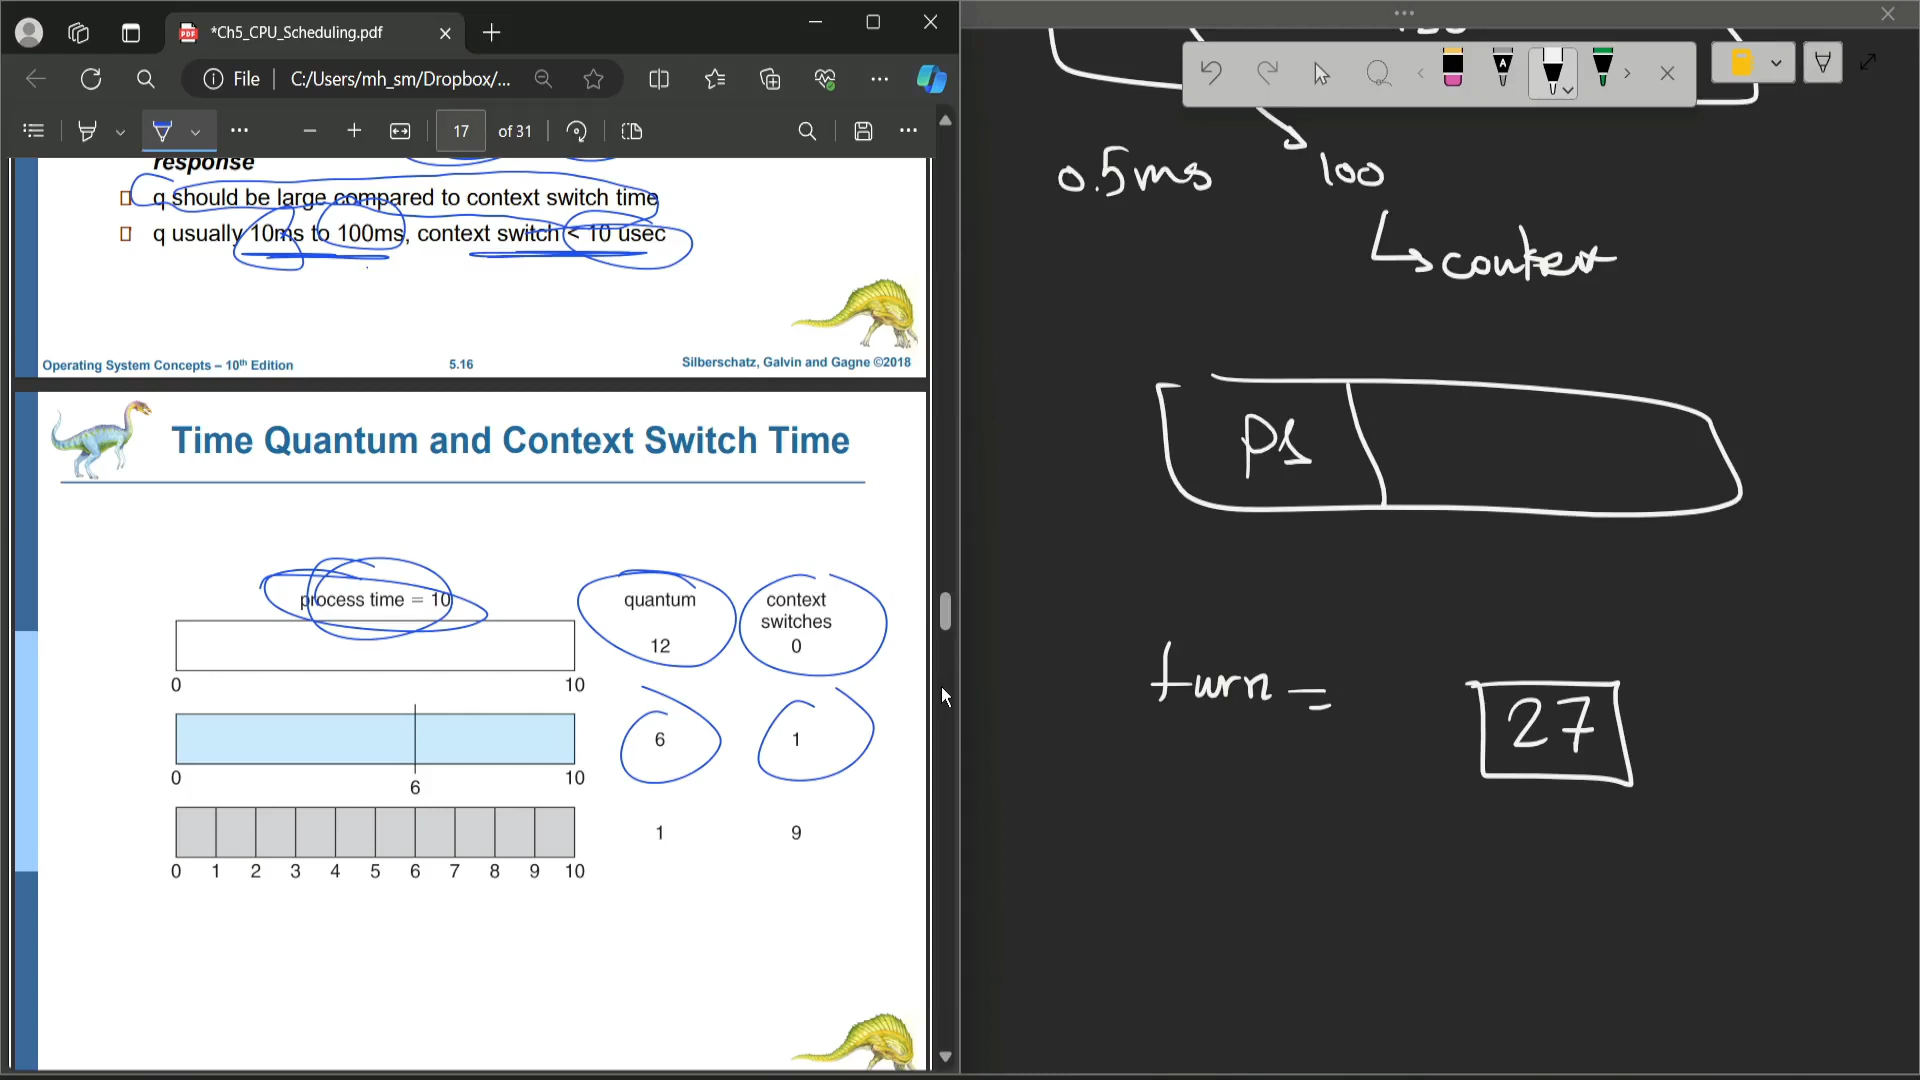 *Ch5_CPU_Scheduling.pdf
File
C:/Users/mh_sm/Dropbox/...
17 of 31
response
q should be large compared to context switch time
q usually 10ms to 100ms, context switch < 10 usec
Operating System Concepts – 10th Edition
5.16
Silberschatz, Galvin and Gagne ©2018
Time Quantum and Context Switch Time
process time = 10
quantum
context
switches
12
0
0
10
6
1
0
6
10
1
9
0 1 2 3 4 5 6 7 8 9 10
0.5ms
100
context
P1
turn =
27